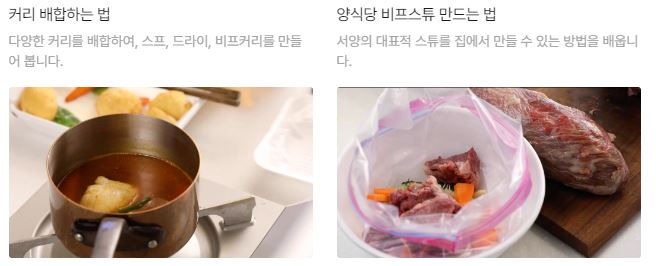 커리 배합하는 법
다양한 커리를 배합하여, 스프, 드라이, 비프커리를 만들
어 봅니다.
양식당 비프스튜 만드는 법
서양의 대표적 스튜를 집에서 만들 수 있는 방법을 배웁니
다.